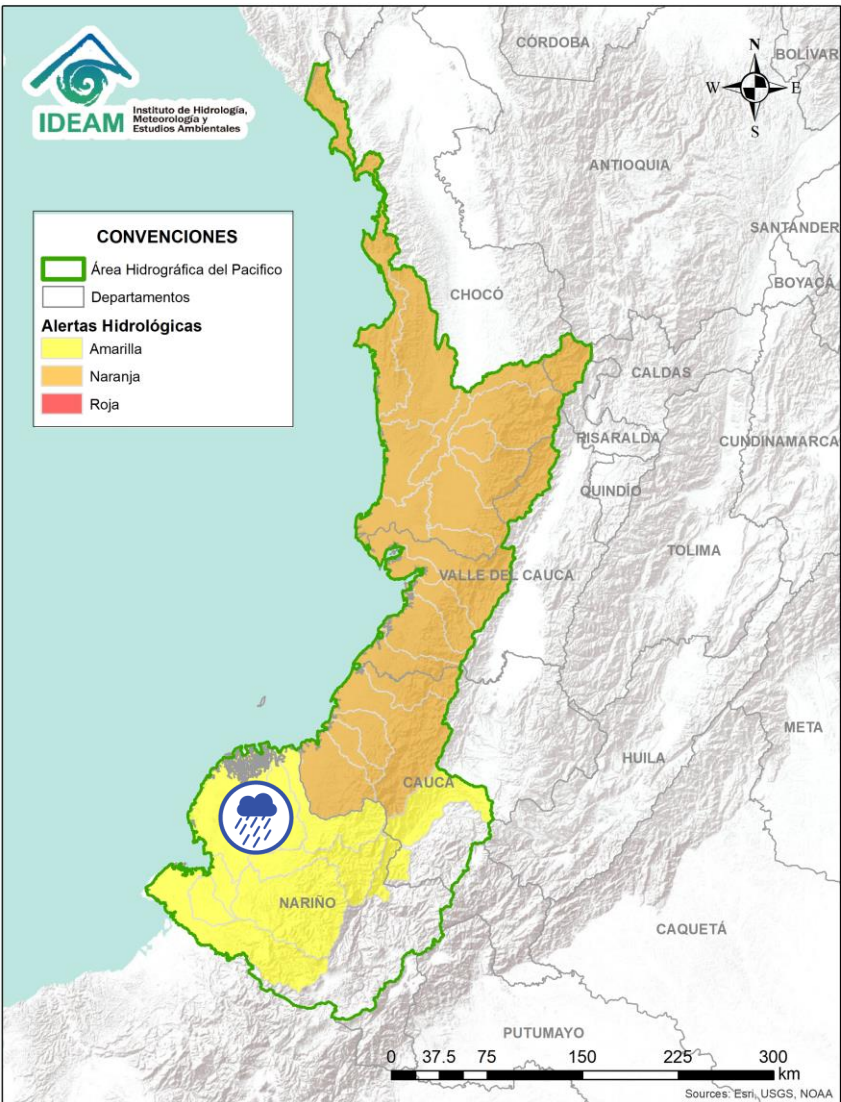 IDEAM
Instituto de Hidrología,
Meteorología y
Estudios Ambientales
N
W E
S
CONVENCIONES
Área Hidrográfica del Pacifico
Departamentos
Alertas Hidrológicas
Amarilla
Naranja
Roja
CÓRDOBA
BOLÍVAR
ANTIOQUIA
SANTANDER
BOYACÁ
CHOCÓ
CALDAS
RISARALDA
CUNDINAMARCA
QUINDÍO
TOLIMA
VALLE DEL CAUCA
META
HUILA
CAUCA
NARIÑO
CAQUETÁ
PUTUMAYO
0 37.5 75 150 225 300
km
Sources: Esri, USGS, NOAA